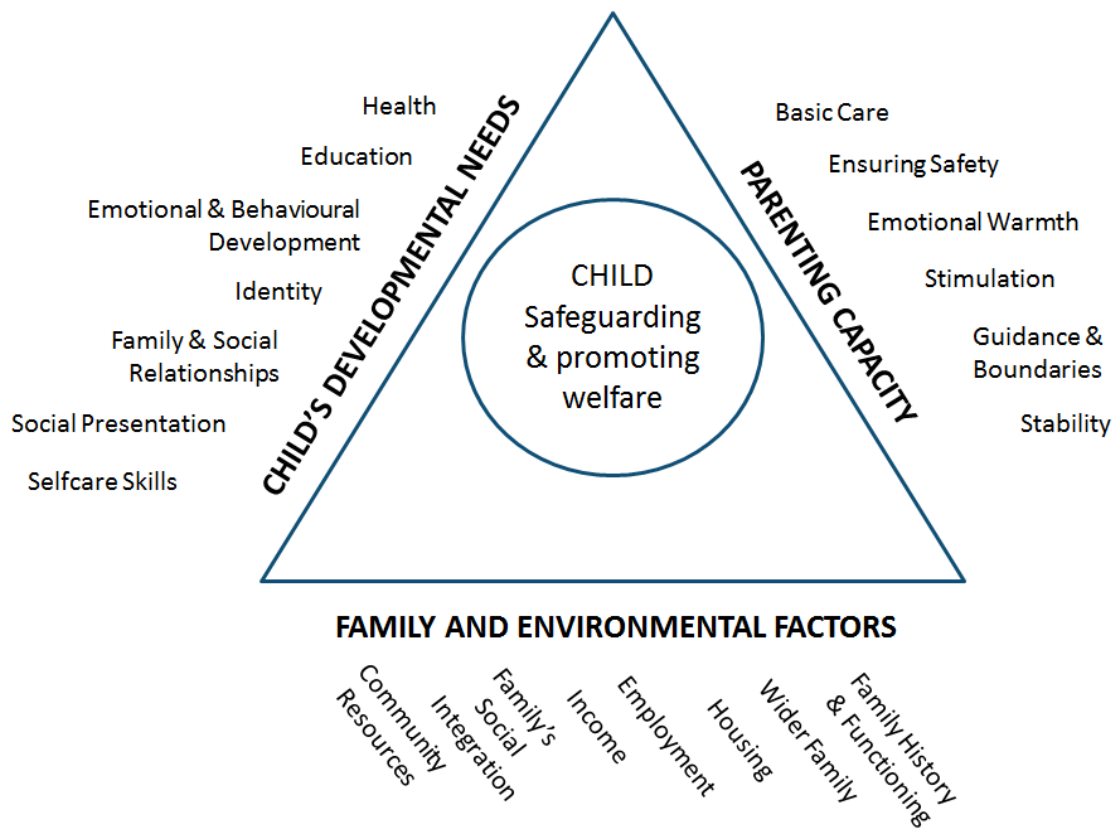 Health
Education
Emotional & Behavioural
Development
Identity
Family & Social
Relationships
Social Presentation
Selfcare Skills
CHILD'S DEVELOPMENTAL NEEDS
CHILD
Safeguarding
& promoting
welfare
PARENTING CAPACITY
Basic Care
Ensuring Safety
Emotional Warmth
Stimulation
Guidance &
Boundaries
Stability
FAMILY AND ENVIRONMENTAL FACTORS
Community
Resources
Family's
Social
Integration
Income
Employment
Housing
Wider Family
Family History
& Functioning